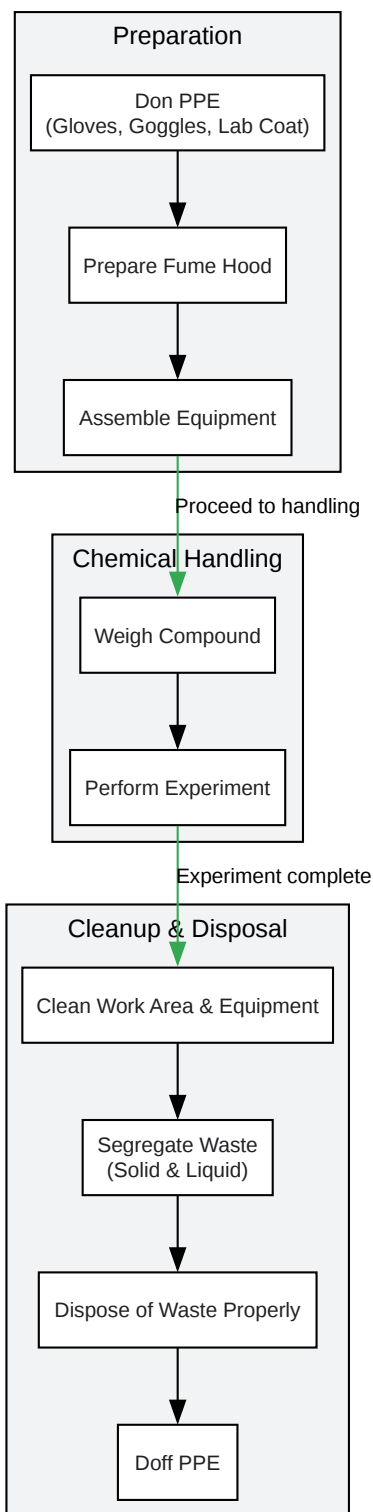 Preparation
Don PPE
(Gloves, Goggles, Lab Coat)
Prepare Fume Hood
Assemble Equipment
Proceed to handling
Chemical Handling
Weigh Compound
Perform Experiment
Experiment complete
Cleanup & Disposal
Clean Work Area & Equipment
Segregate Waste
(Solid & Liquid)
Dispose of Waste Properly
Doff PPE